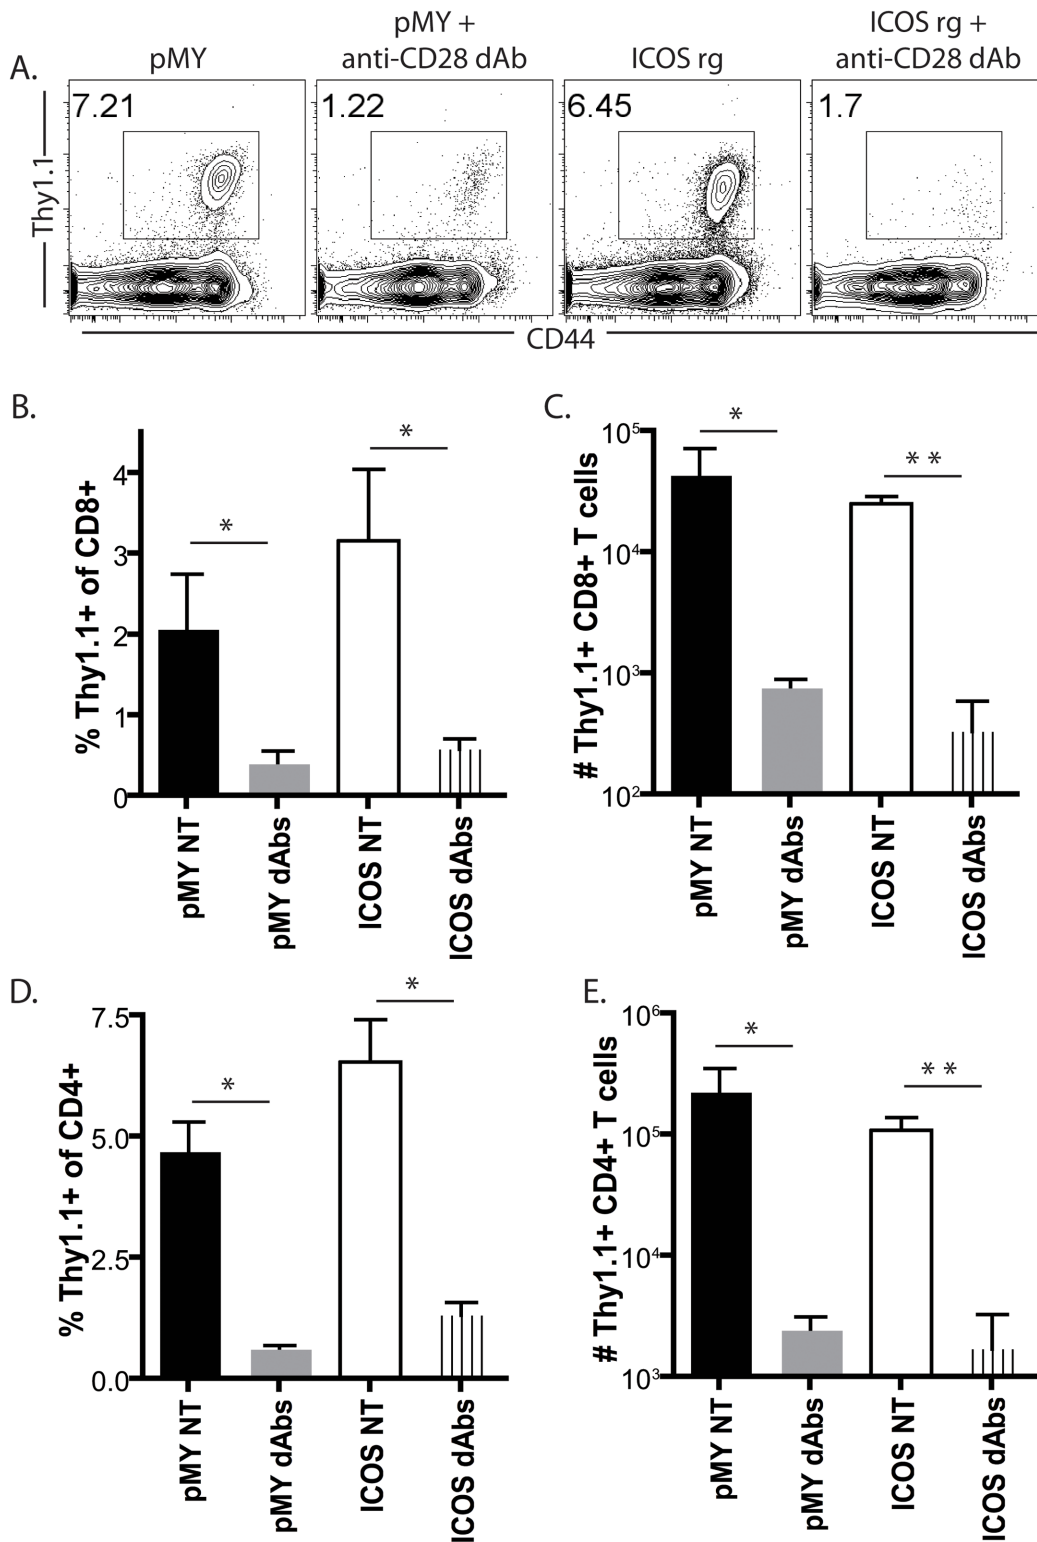 A.
pMY
pMY +
anti-CD28 dAb
ICOS rg
ICOS rg +
anti-CD28 dAb
7.21
1.22
6.45
1.7
Thy1.1
CD44
B.
% Thy1.1+ of CD8+
4
3
2
1
0
*
*
pMY NT
pMY dAbs
ICOS NT
ICOS dAbs
C.
# Thy1.1+ CD8+ T cells
10⁵
10⁴
10³
10²
*
* *
pMY NT
pMY dAbs
ICOS NT
ICOS dAbs
D.
% Thy1.1+ of CD4+
7.5
5.0
2.5
0.0
*
*
pMY NT
pMY dAbs
ICOS NT
ICOS dAbs
E.
# Thy1.1+ CD4+ T cells
10⁶
10⁵
10⁴
10³
*
* *
pMY NT
pMY dAbs
ICOS NT
ICOS dAbs